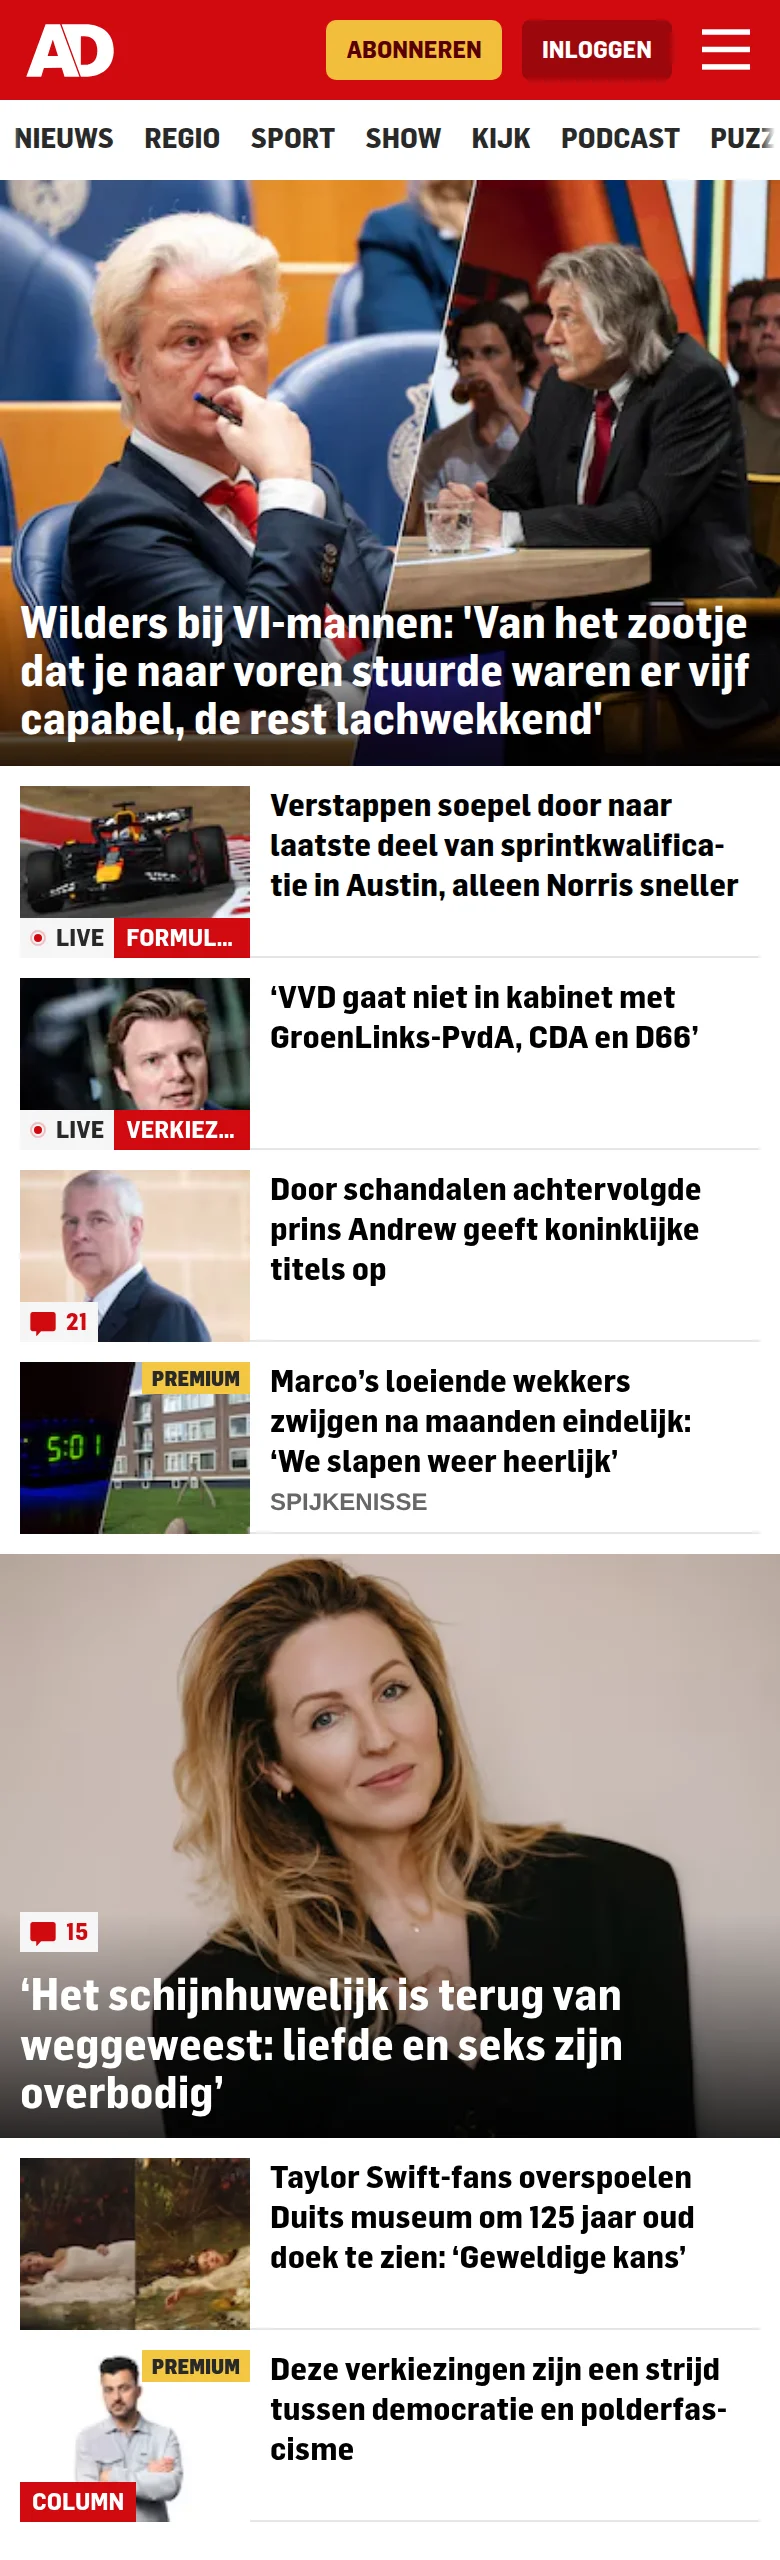 AD
ABONNEREN
INLOGGEN
NIEUWS REGIO SPORT SHOW KIJK PODCAST PUZZ
Wilders bij VI-mannen: 'Van het zootje
dat je naar voren stuurde waren er vijf
capabel, de rest lachwekkend'
Verstappen soepel door naar
laatste deel van sprintkwalifica-
tie in Austin, alleen Norris sneller
LIVE FORMUL...
‘VVD gaat niet in kabinet met
GroenLinks-PvdA, CDA en D66’
LIVE VERKIEZ...
Door schandalen achtervolgde
prins Andrew geeft koninklijke
titels op
21
PREMIUM
5:01
Marco’s loeiende wekkers
zwijgen na maanden eindelijk:
‘We slapen weer heerlijk’
SPIJKENISSE
15
‘Het schijnhuwelijk is terug van
weggeweest: liefde en seks zijn
overbodig’
Taylor Swift-fans overspoelen
Duits museum om 125 jaar oud
doek te zien: ‘Geweldige kans’
PREMIUM
Deze verkiezingen zijn een strijd
tussen democratie en polderfas-
cisme
COLUMN